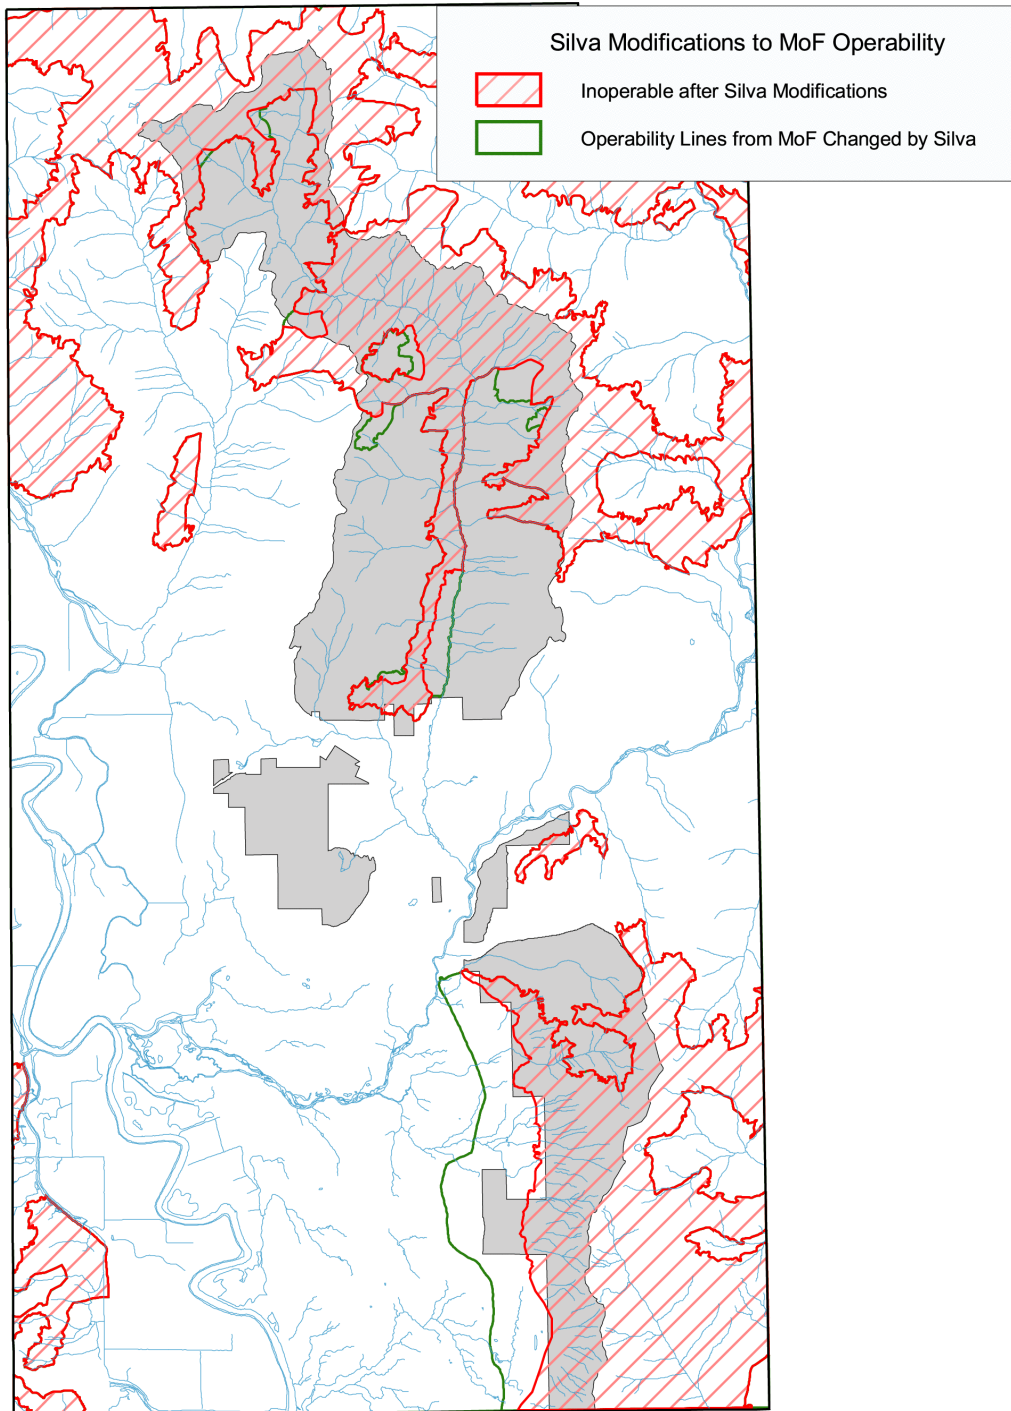 Silva Modifications to MoF Operability
Inoperable after Silva Modifications
Operability Lines from MoF Changed by Silva